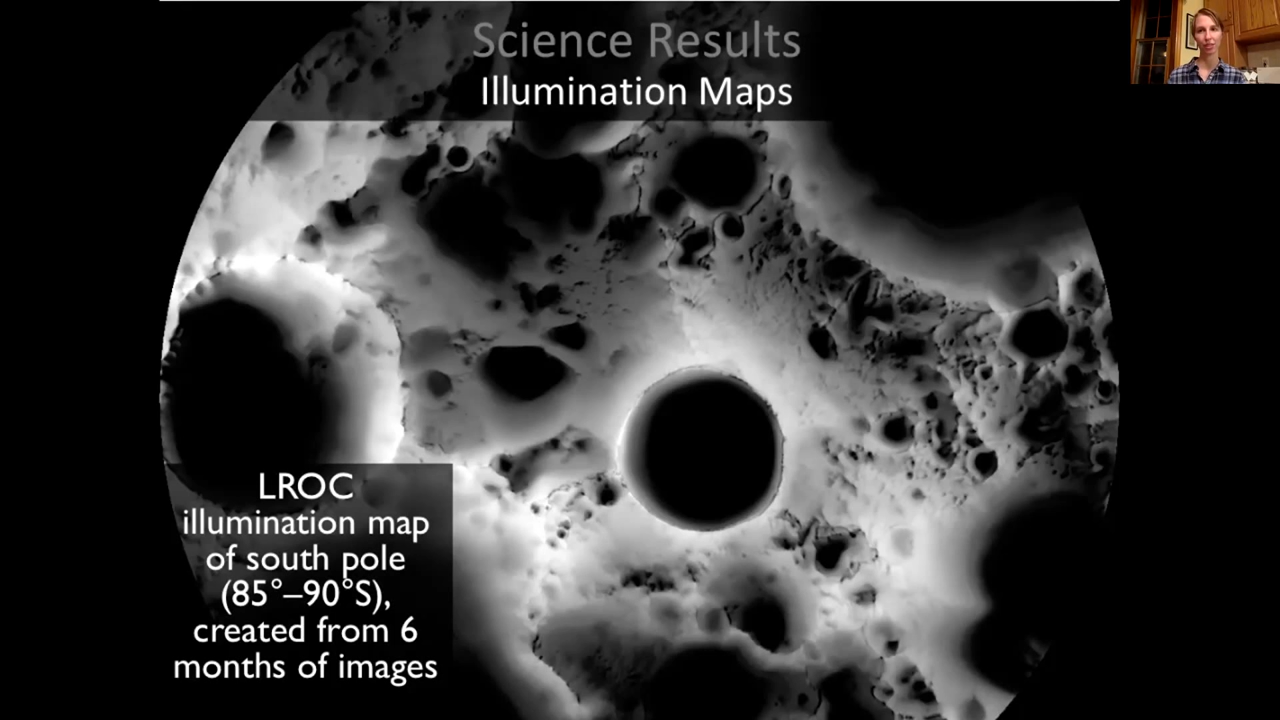 Science Results
Illumination Maps
LROC
illumination map
of south pole
(85°–90°S),
created from 6
months of images